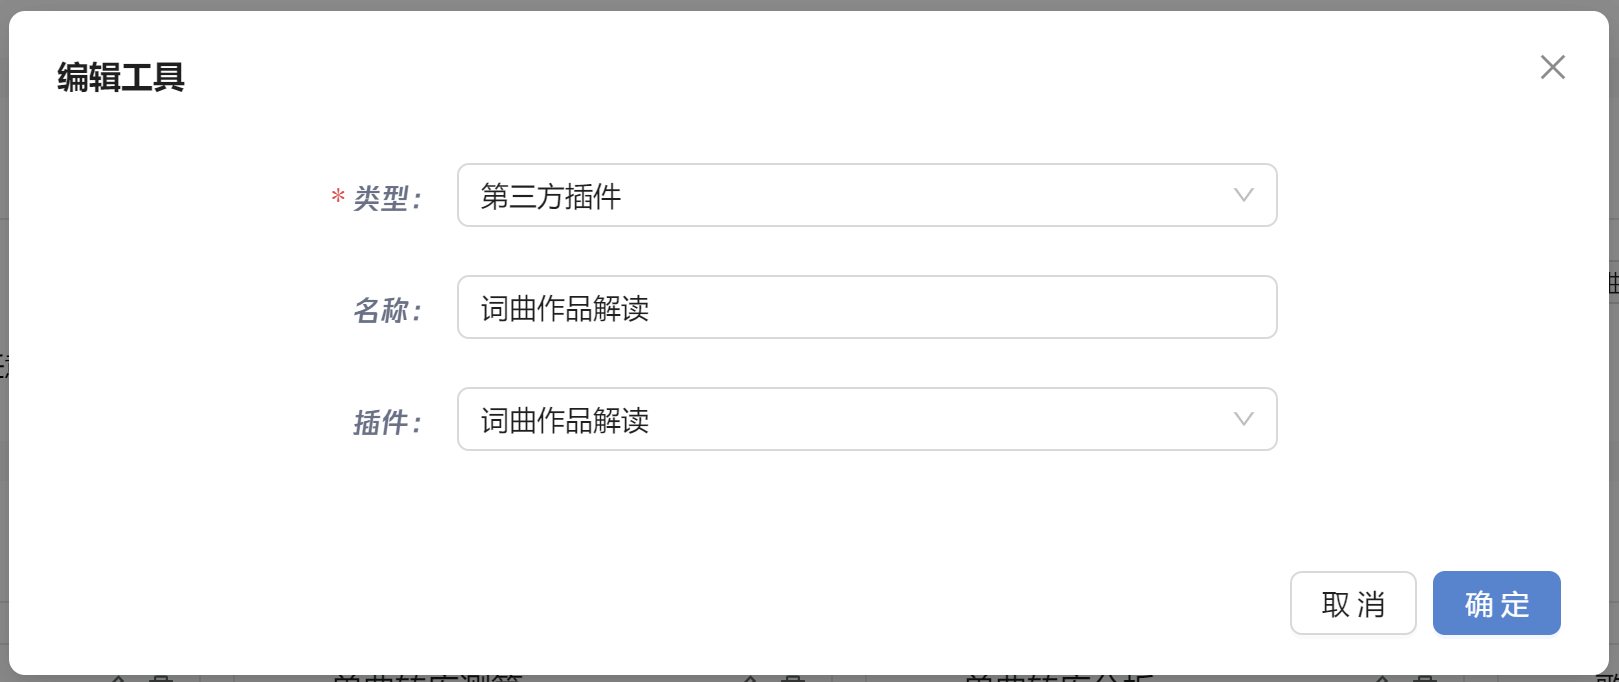 编辑工具
* 类型：
第三方插件
名称：
词曲作品解读
插件：
词曲作品解读
取 消
确 定